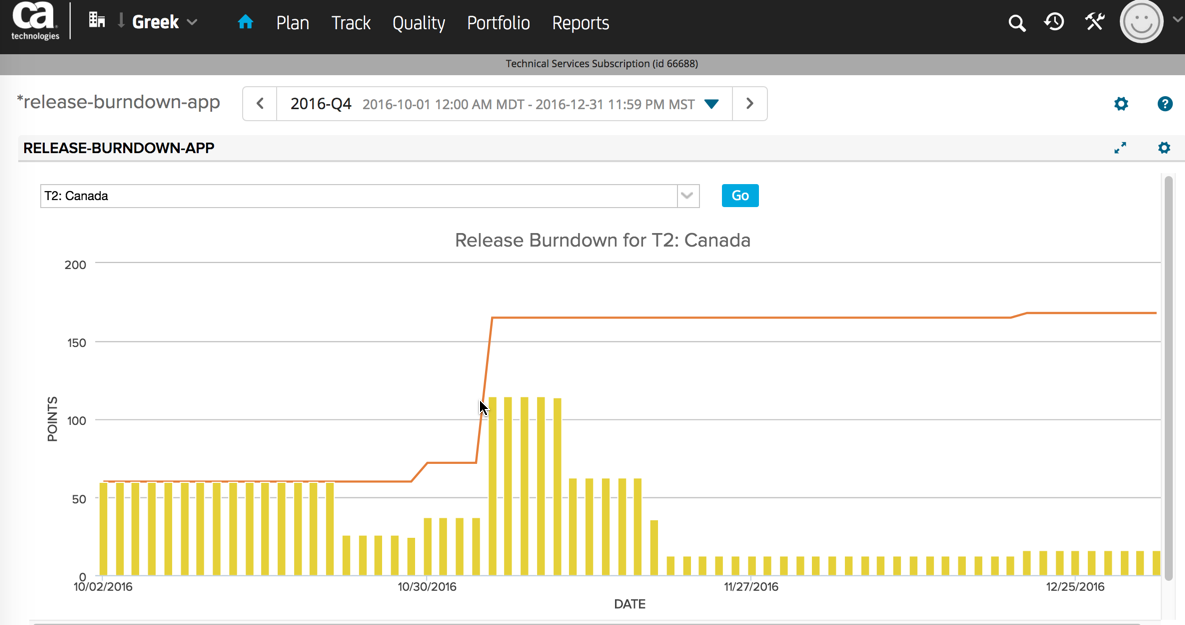 ca
technologies
Greek
Plan
Track
Quality
Portfolio
Reports
Technical Services Subscription (id 66688)
*release-burndown-app
2016-Q4 2016-10-01 12:00 AM MDT - 2016-12-31 11:59 PM MST
?
RELEASE-BURNDOWN-APP
T2: Canada
Go
Release Burndown for T2: Canada
200
150
100
50
0
POINTS
10/02/2016
10/30/2016
11/27/2016
12/25/2016
DATE